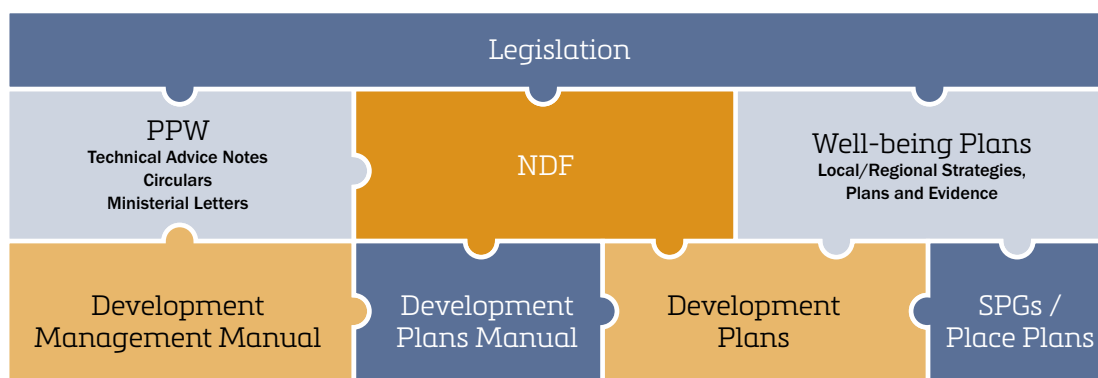 Legislation
PPW
Technical Advice Notes
Circulars
Ministerial Letters
NDF
Well-being Plans
Local/Regional Strategies,
Plans and Evidence
Development
Management Manual
Development
Plans Manual
Development
Plans
SPGs /
Place Plans